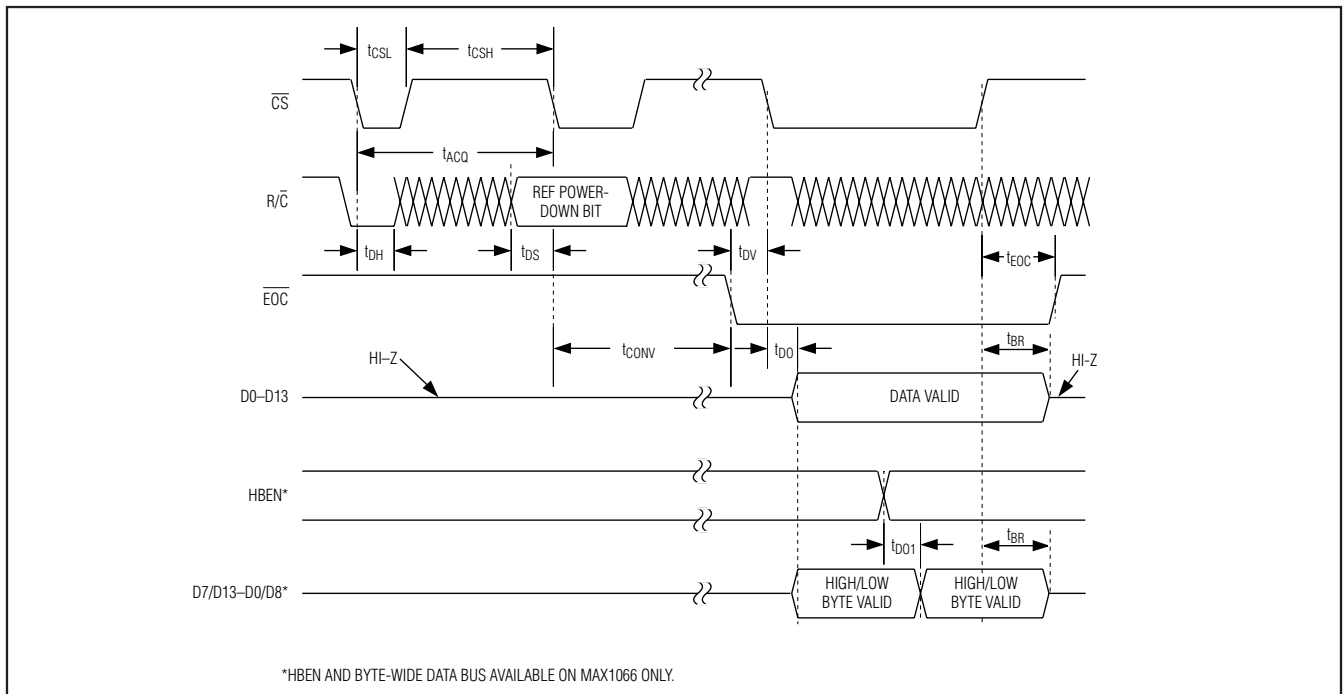 tCSL
tCSH
CS
tACQ
R/C
REF POWER-
DOWN BIT
tDH
tDS
tDV
tEOC
EOC
tCONV
tDO
tBR
HI–Z
HI-Z
D0–D13
DATA VALID
HBEN*
tDO1
tBR
D7/D13–D0/D8*
HIGH/LOW
BYTE VALID
HIGH/LOW
BYTE VALID
*HBEN AND BYTE-WIDE DATA BUS AVAILABLE ON MAX1066 ONLY.